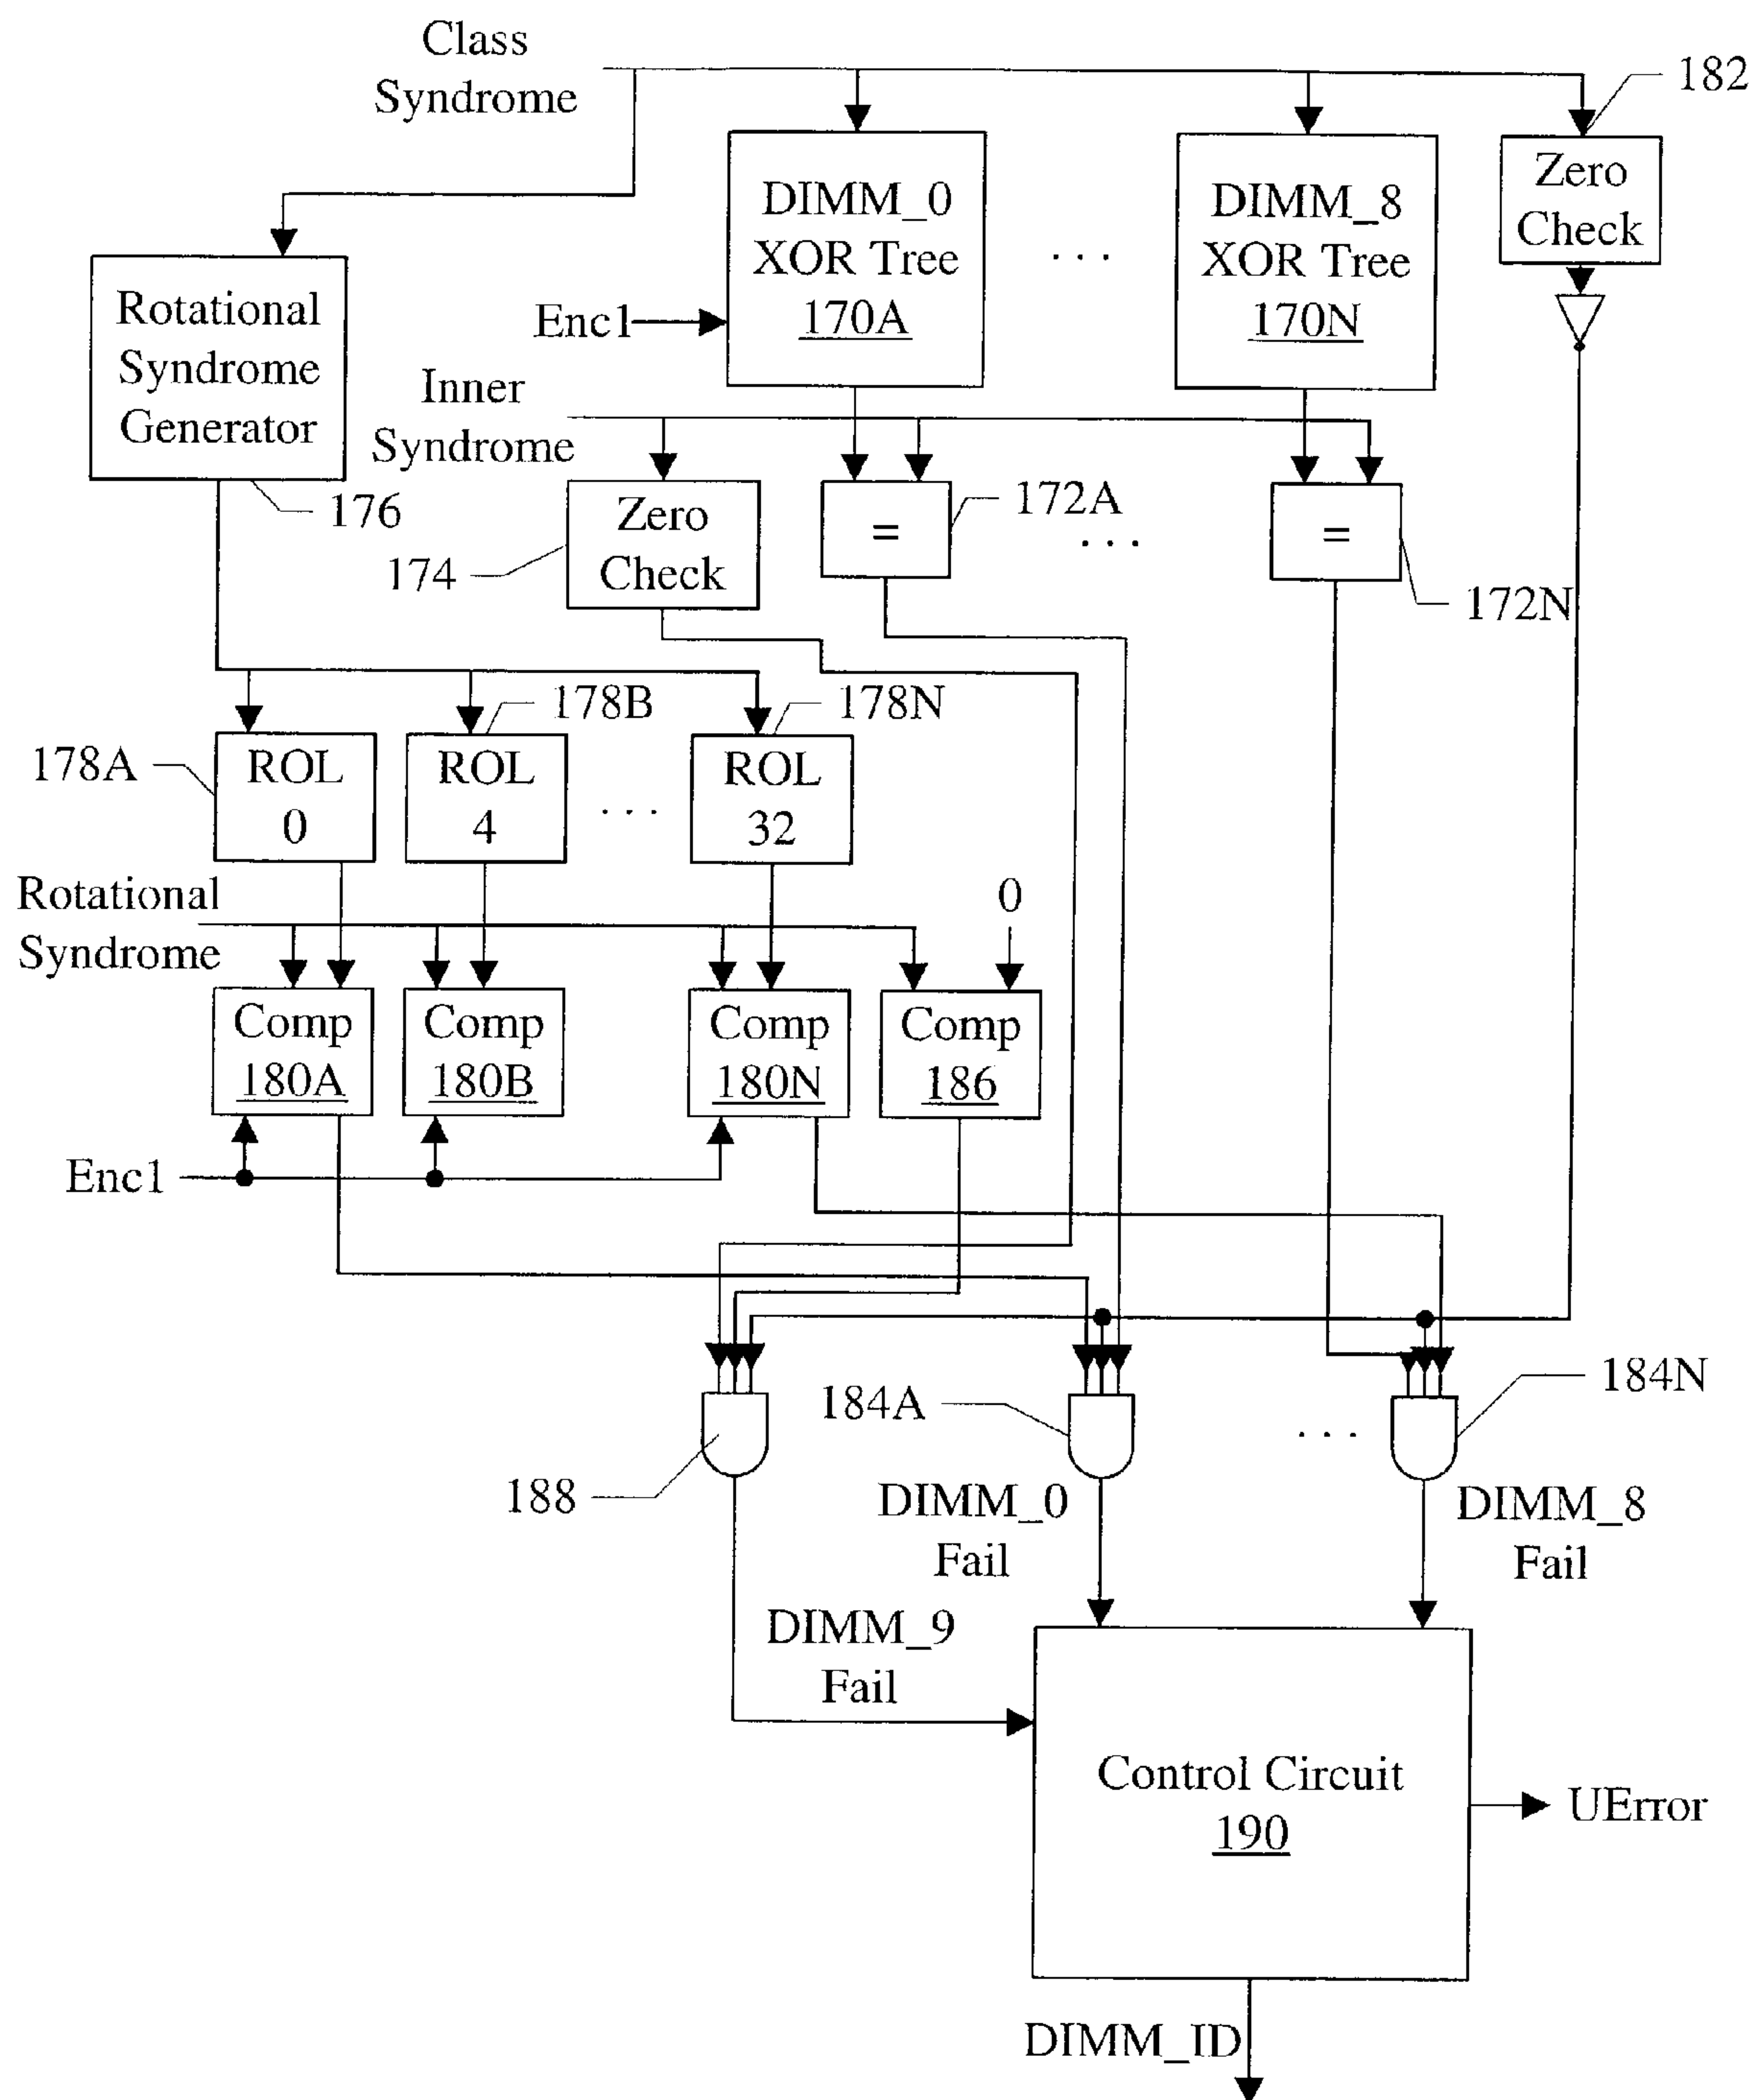 Class
Syndrome
182
Zero
Check
DIMM_0
XOR Tree
170A
. . .
DIMM_8
XOR Tree
170N
Enc1
Rotational
Syndrome
Generator
176
Inner
Syndrome
Zero
Check
174
=
172A
. . .
=
172N
178A
ROL
0
178B
ROL
4
. . .
178N
ROL
32
Rotational
Syndrome
0
Comp
180A
Comp
180B
Comp
180N
Comp
186
Enc1
188
184A
. . .
184N
DIMM_0
Fail
DIMM_8
Fail
DIMM_9
Fail
Control Circuit
190
UError
DIMM_ID